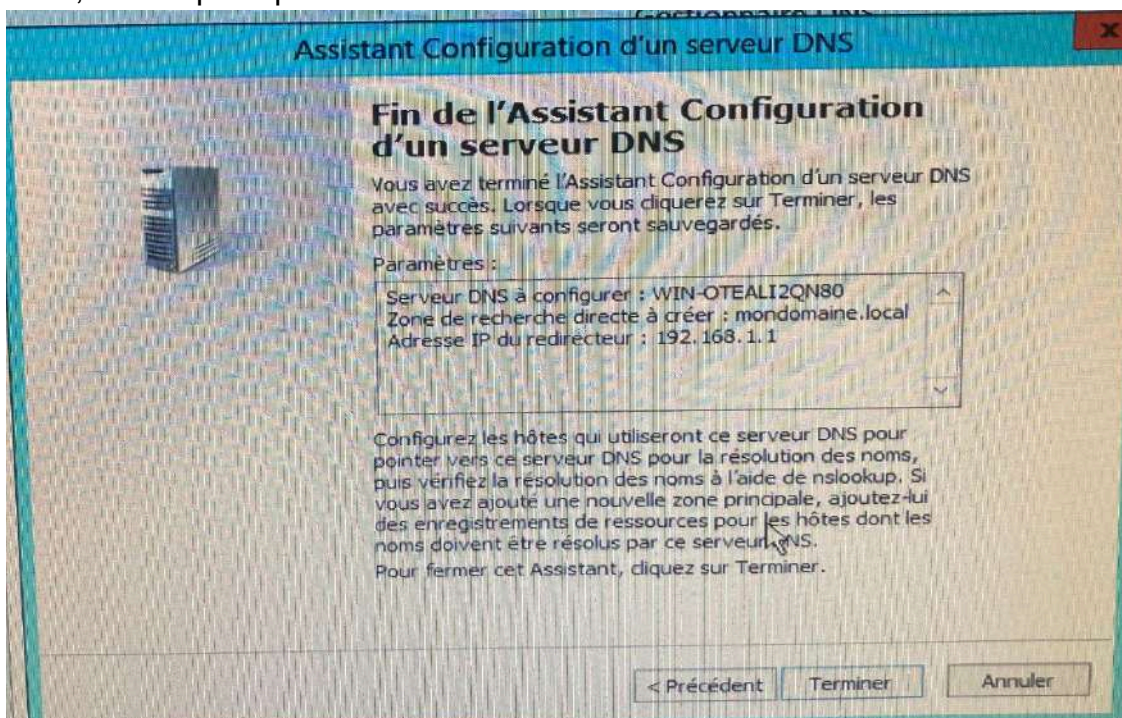 Assistant Configuration d'un serveur DNS
X
Fin de l'Assistant Configuration
d'un serveur DNS
Vous avez terminé l'Assistant Configuration d'un serveur DNS
avec succès. Lorsque vous cliquerez sur Terminer, les
paramètres suivants seront sauvegardés.
Paramètres :
Serveur DNS à configurer : WIN-OTEALI2QN80
Zone de recherche directe à créer : mondomaine.local
Adresse IP du redirecteur : 192.168.1.1
Configurez les hôtes qui utiliseront ce serveur DNS pour
pointer vers ce serveur DNS pour la résolution des noms,
puis vérifiez la résolution des noms à l'aide de nslookup. Si
vous avez ajouté une nouvelle zone principale, ajoutez-lui
des enregistrements de ressources pour les hôtes dont les
noms doivent être résolus par ce serveur DNS.
Pour fermer cet Assistant, cliquez sur Terminer.
< Précédent
Terminer
Annuler